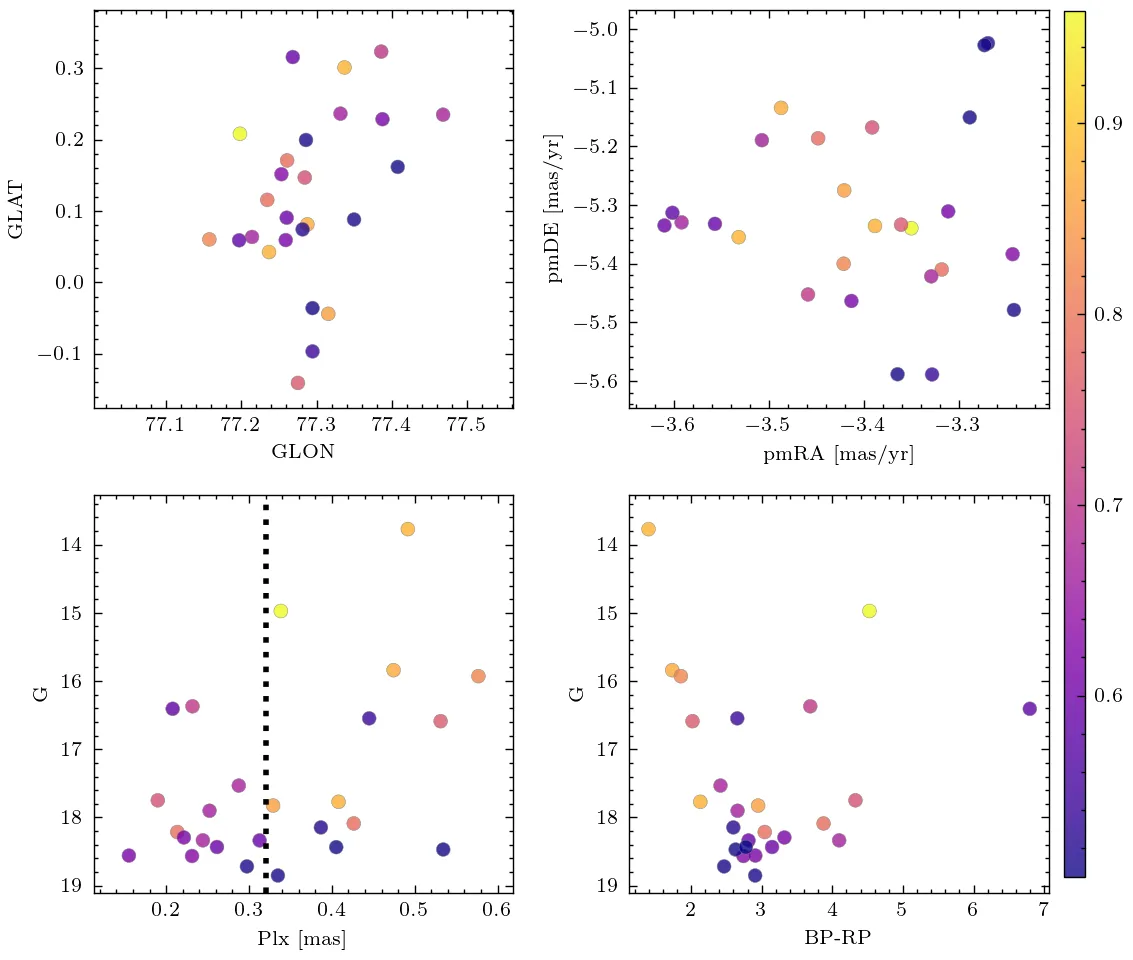 0.3
0.2
0.1
0.0
−0.1
GLAT
77.1 77.2 77.3 77.4 77.5
GLON
−5.0
−5.1
−5.2
−5.3
−5.4
−5.5
−5.6
pmDE [mas/yr]
−3.6 −3.5 −3.4 −3.3
pmRA [mas/yr]
0.9
0.8
0.7
0.6
14
15
16
17
18
19
G
0.2 0.3 0.4 0.5 0.6
Plx [mas]
14
15
16
17
18
19
G
2 3 4 5 6 7
BP-RP